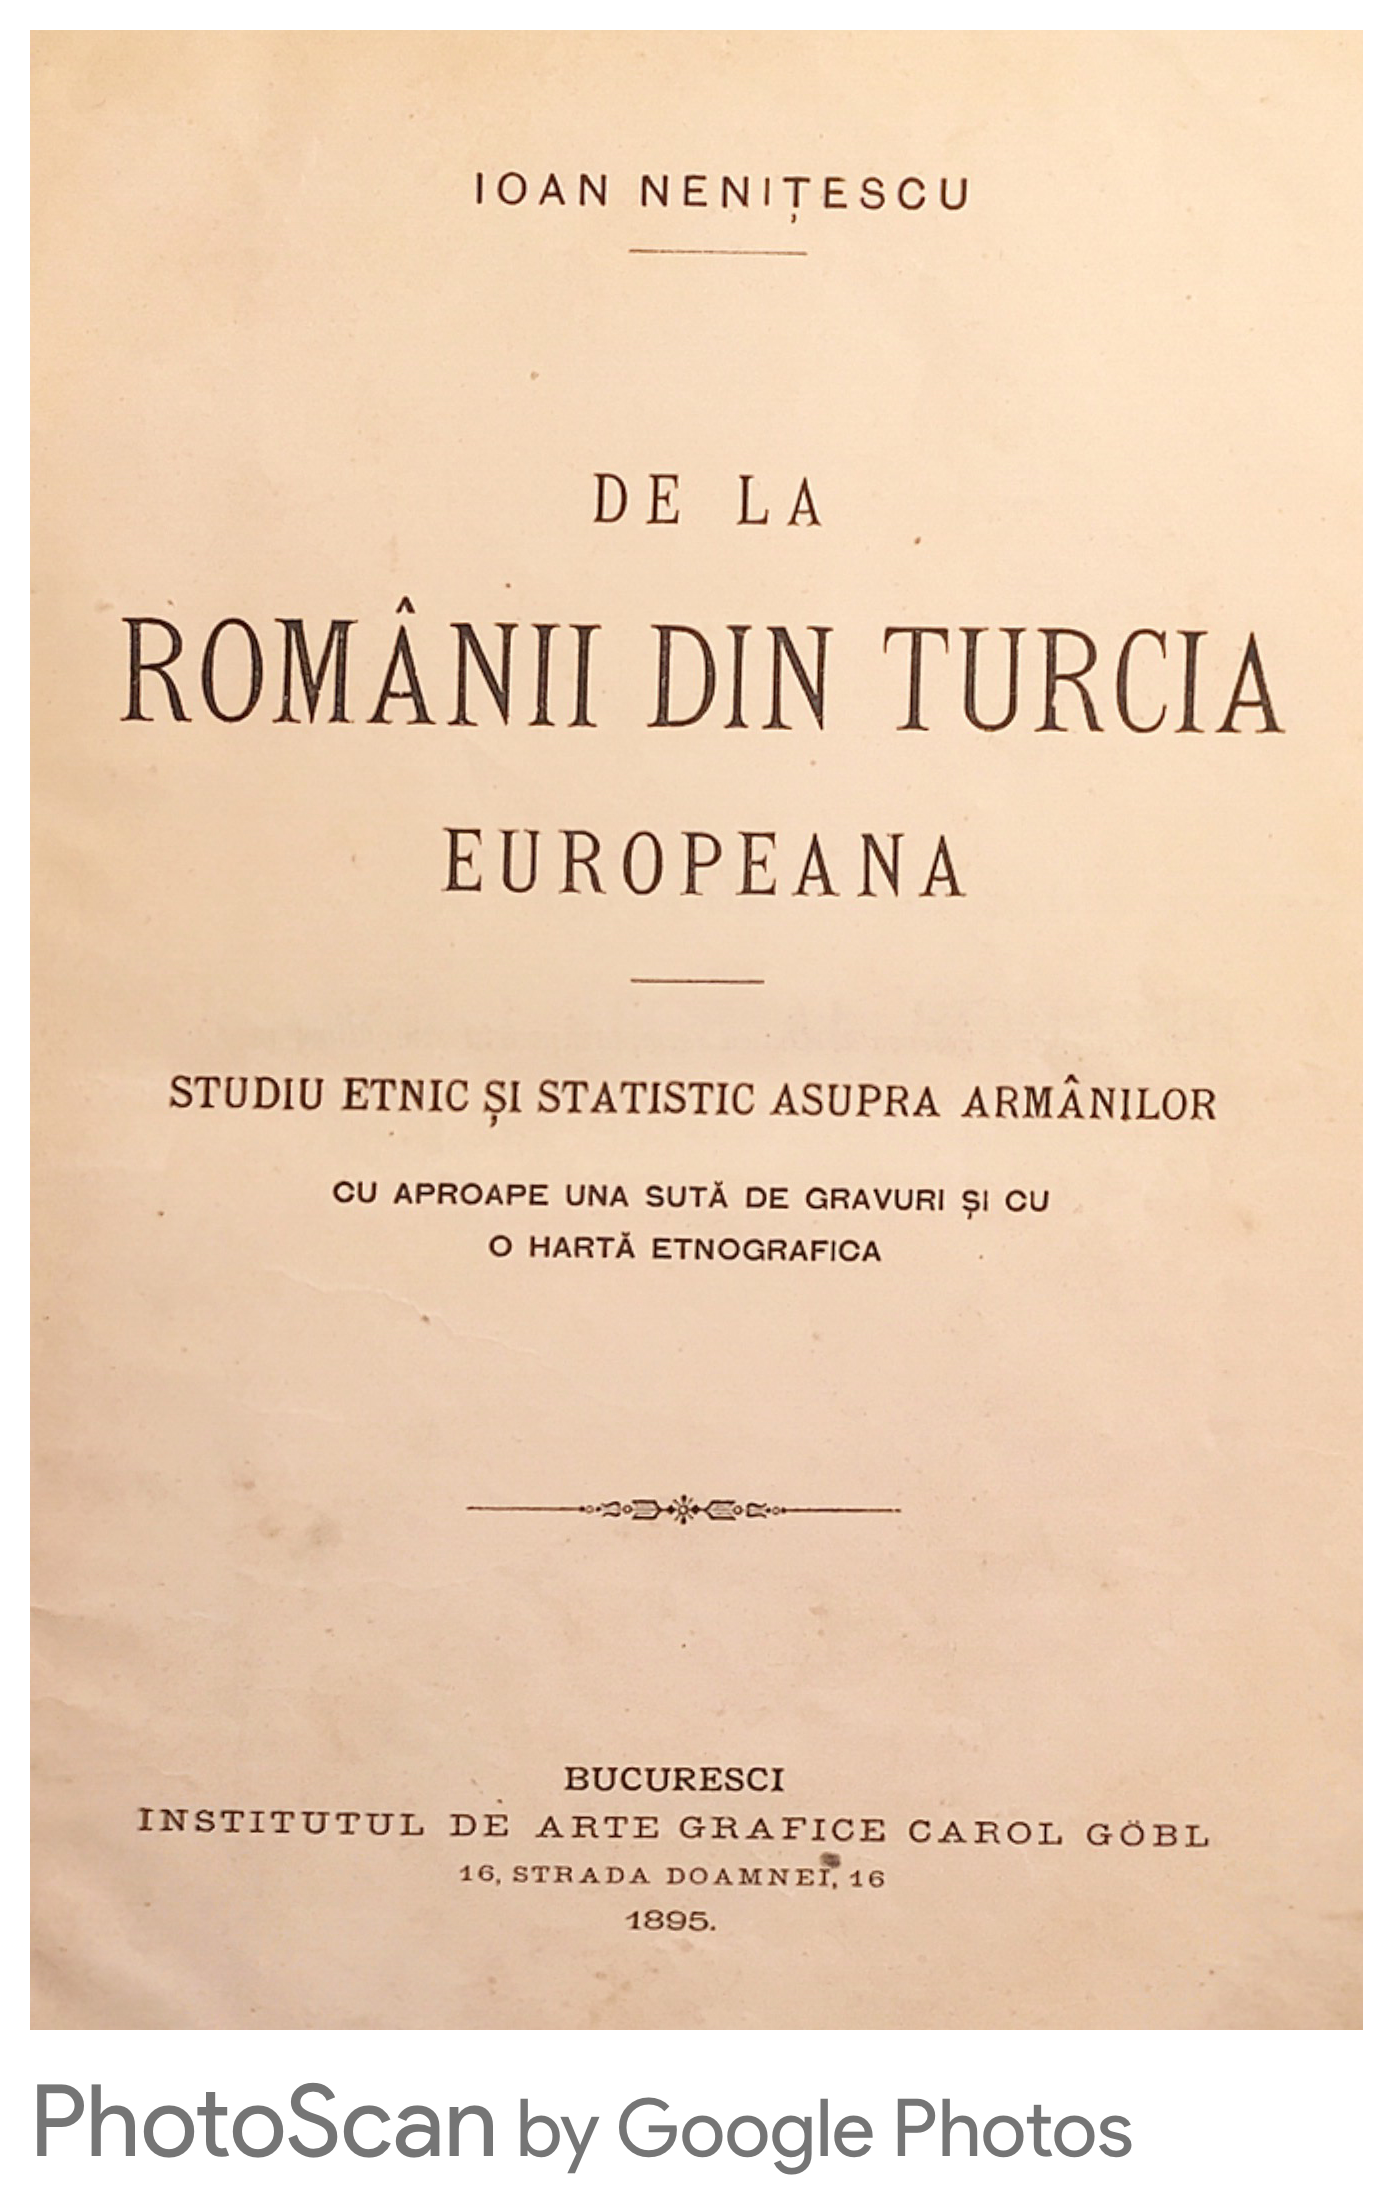 IOAN NENIȚESCU
DE LA
ROMÂNII DIN TURCIA
EUROPEANA
STUDIU ETNIC ȘI STATISTIC ASUPRA ARMÂNILOR
CU APROAPE UNA SUTĂ DE GRAVURI ȘI CU
O HARTĂ ETNOGRAFICA
BUCURESCI
INSTITUTUL DE ARTE GRAFICE CAROL GÖBL
16, STRADA DOAMNEI, 16
1895.
PhotoScan by Google Photos